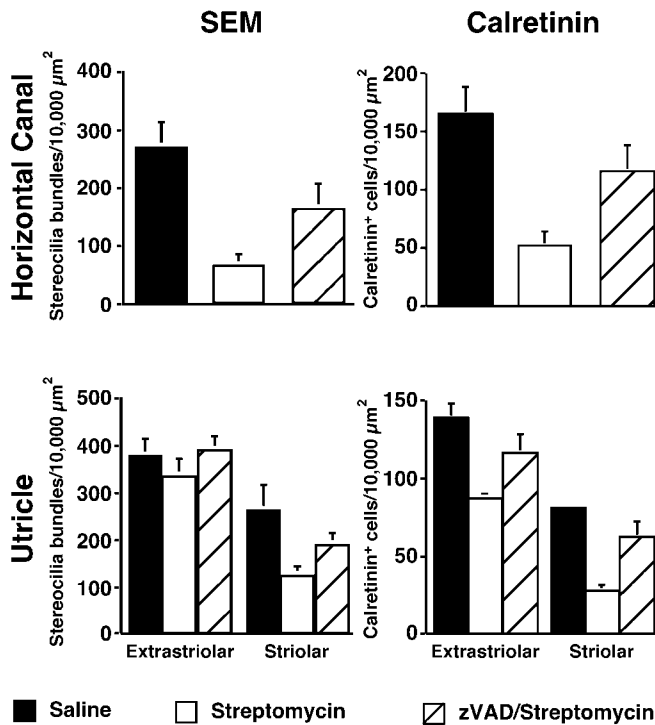 SEM
Calretinin
Horizontal Canal
Stereocilia bundles/10,000 µm²
400
300
200
100
0
Calretinin⁺ cells/10,000 µm²
200
150
100
50
0
Utricle
Stereocilia bundles/10,000 µm²
500
400
300
200
100
0
Extrastriolar Striolar
Calretinin⁺ cells/10,000 µm²
150
100
50
0
Extrastriolar Striolar
Saline Streptomycin zVAD/Streptomycin